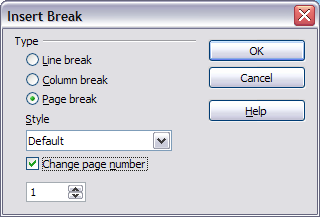 Insert Break
Type
Line break
Column break
Page break
Style
Default
Change page number
1
OK
Cancel
Help